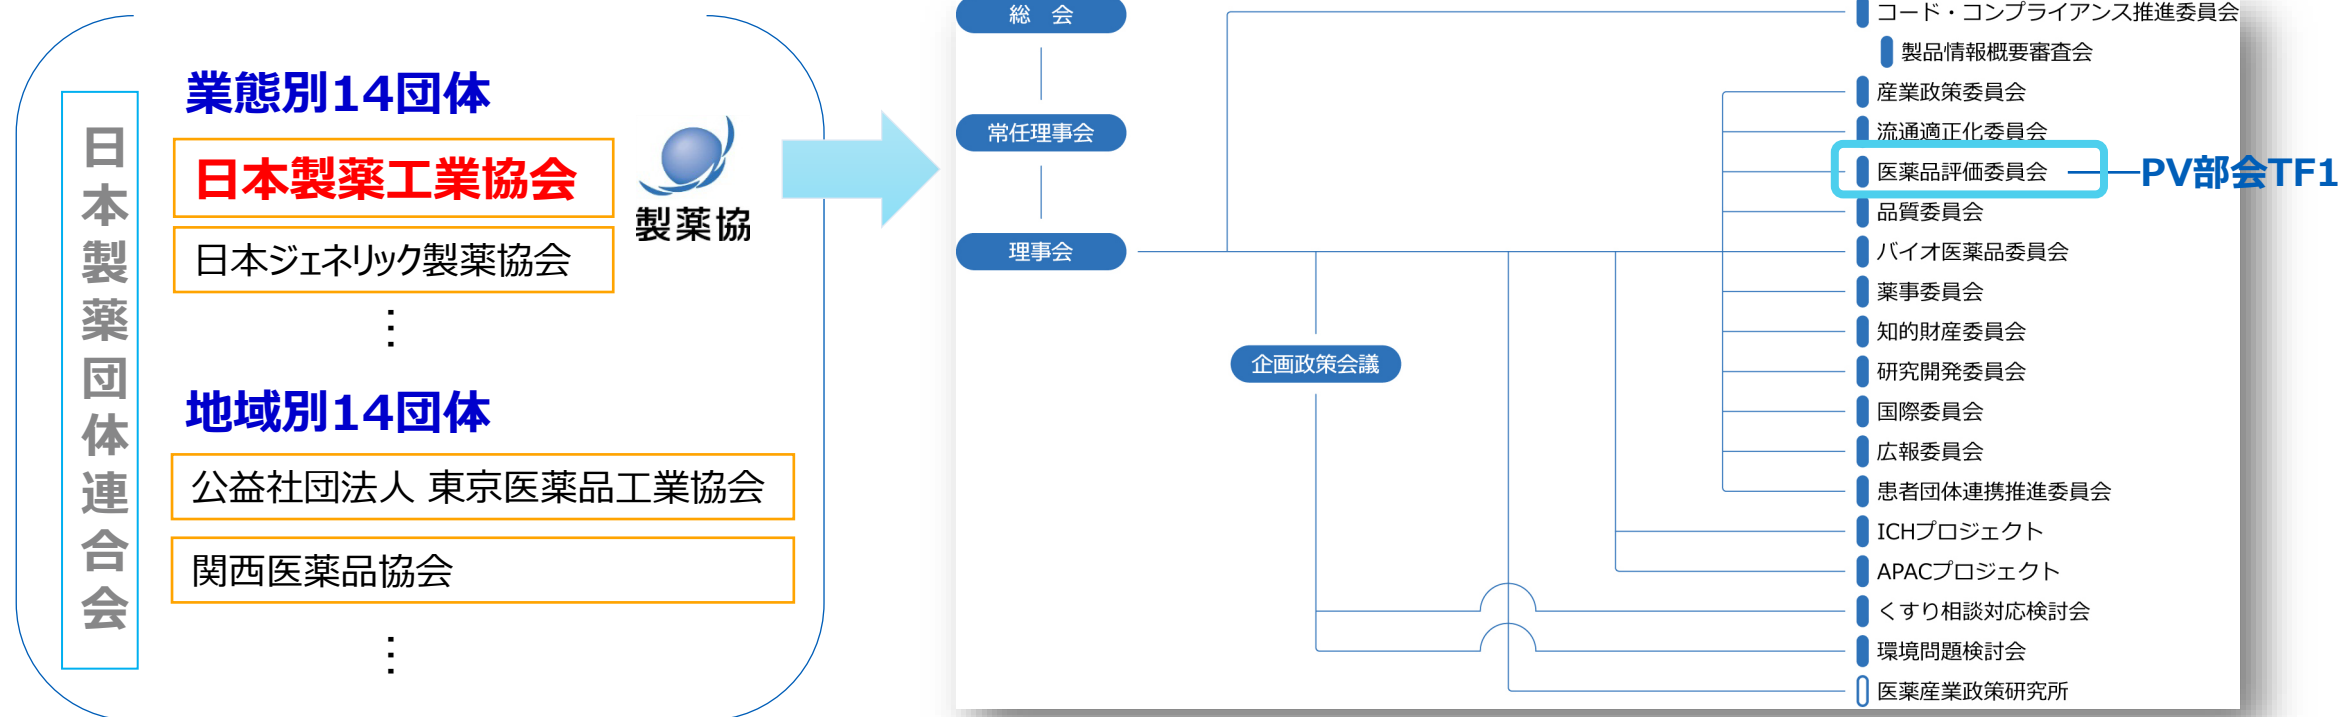 日本製薬団体連合会
業態別14団体
日本製薬工業協会
製薬協
日本ジェネリック製薬協会
⋮
地域別14団体
公益社団法人 東京医薬品工業協会
関西医薬品協会
⋮
総 会
常任理事会
理事会
企画政策会議
コード・コンプライアンス推進委員会
製品情報概要審査会
産業政策委員会
流通適正化委員会
医薬品評価委員会
PV部会TF1
品質委員会
バイオ医薬品委員会
薬事委員会
知的財産委員会
研究開発委員会
国際委員会
広報委員会
患者団体連携推進委員会
ICHプロジェクト
APACプロジェクト
くすり相談対応検討会
環境問題検討会
医薬産業政策研究所